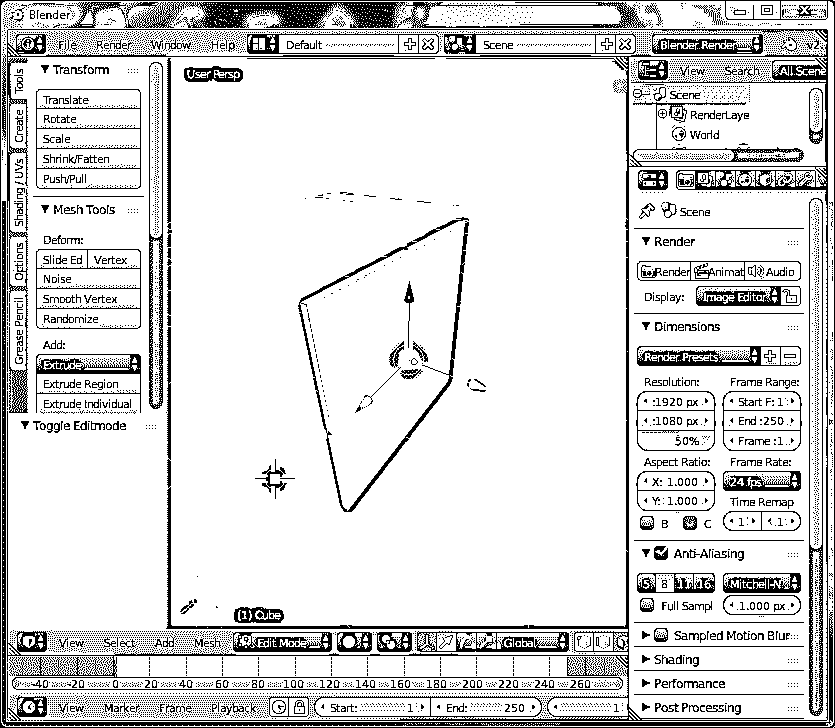 Blender
File Render Window Help Default Scene Blender Render v2
Tools
Create
Shading / UVs
Options
Grease Pencil
Transform
Translate
Rotate
Scale
Shrink/Fatten
Push/Pull
Mesh Tools
Deform:
Slide Ed Vertex
Noise
Smooth Vertex
Randomize
Add:
Extrude
Extrude Region
Extrude Individual
Toggle Editmode
User Persp
(1) Cube
View Select Add Mesh Edit Mode Global
-40 -20 0 20 40 60 80 100 120 140 160 180 200 220 240 260
View Marker Frame Playback Start: 1 End: 250 1
View Search All Scene
Scene
RenderLaye
World
Scene
Render
Render Animat Audio
Display: Image Editor
Dimensions
Render Presets
Resolution: Frame Range:
:1920 px Start F: 1
:1080 px End :250
50% Frame :1
Aspect Ratio: Frame Rate:
X: 1.000 24 fps
Y: 1.000 Time Remap
B C 1 .1
Anti-Aliasing
5 8 11 16 Mitchell-N
Full Sampl 1.000 px
Sampled Motion Blur
Shading
Performance
Post Processing